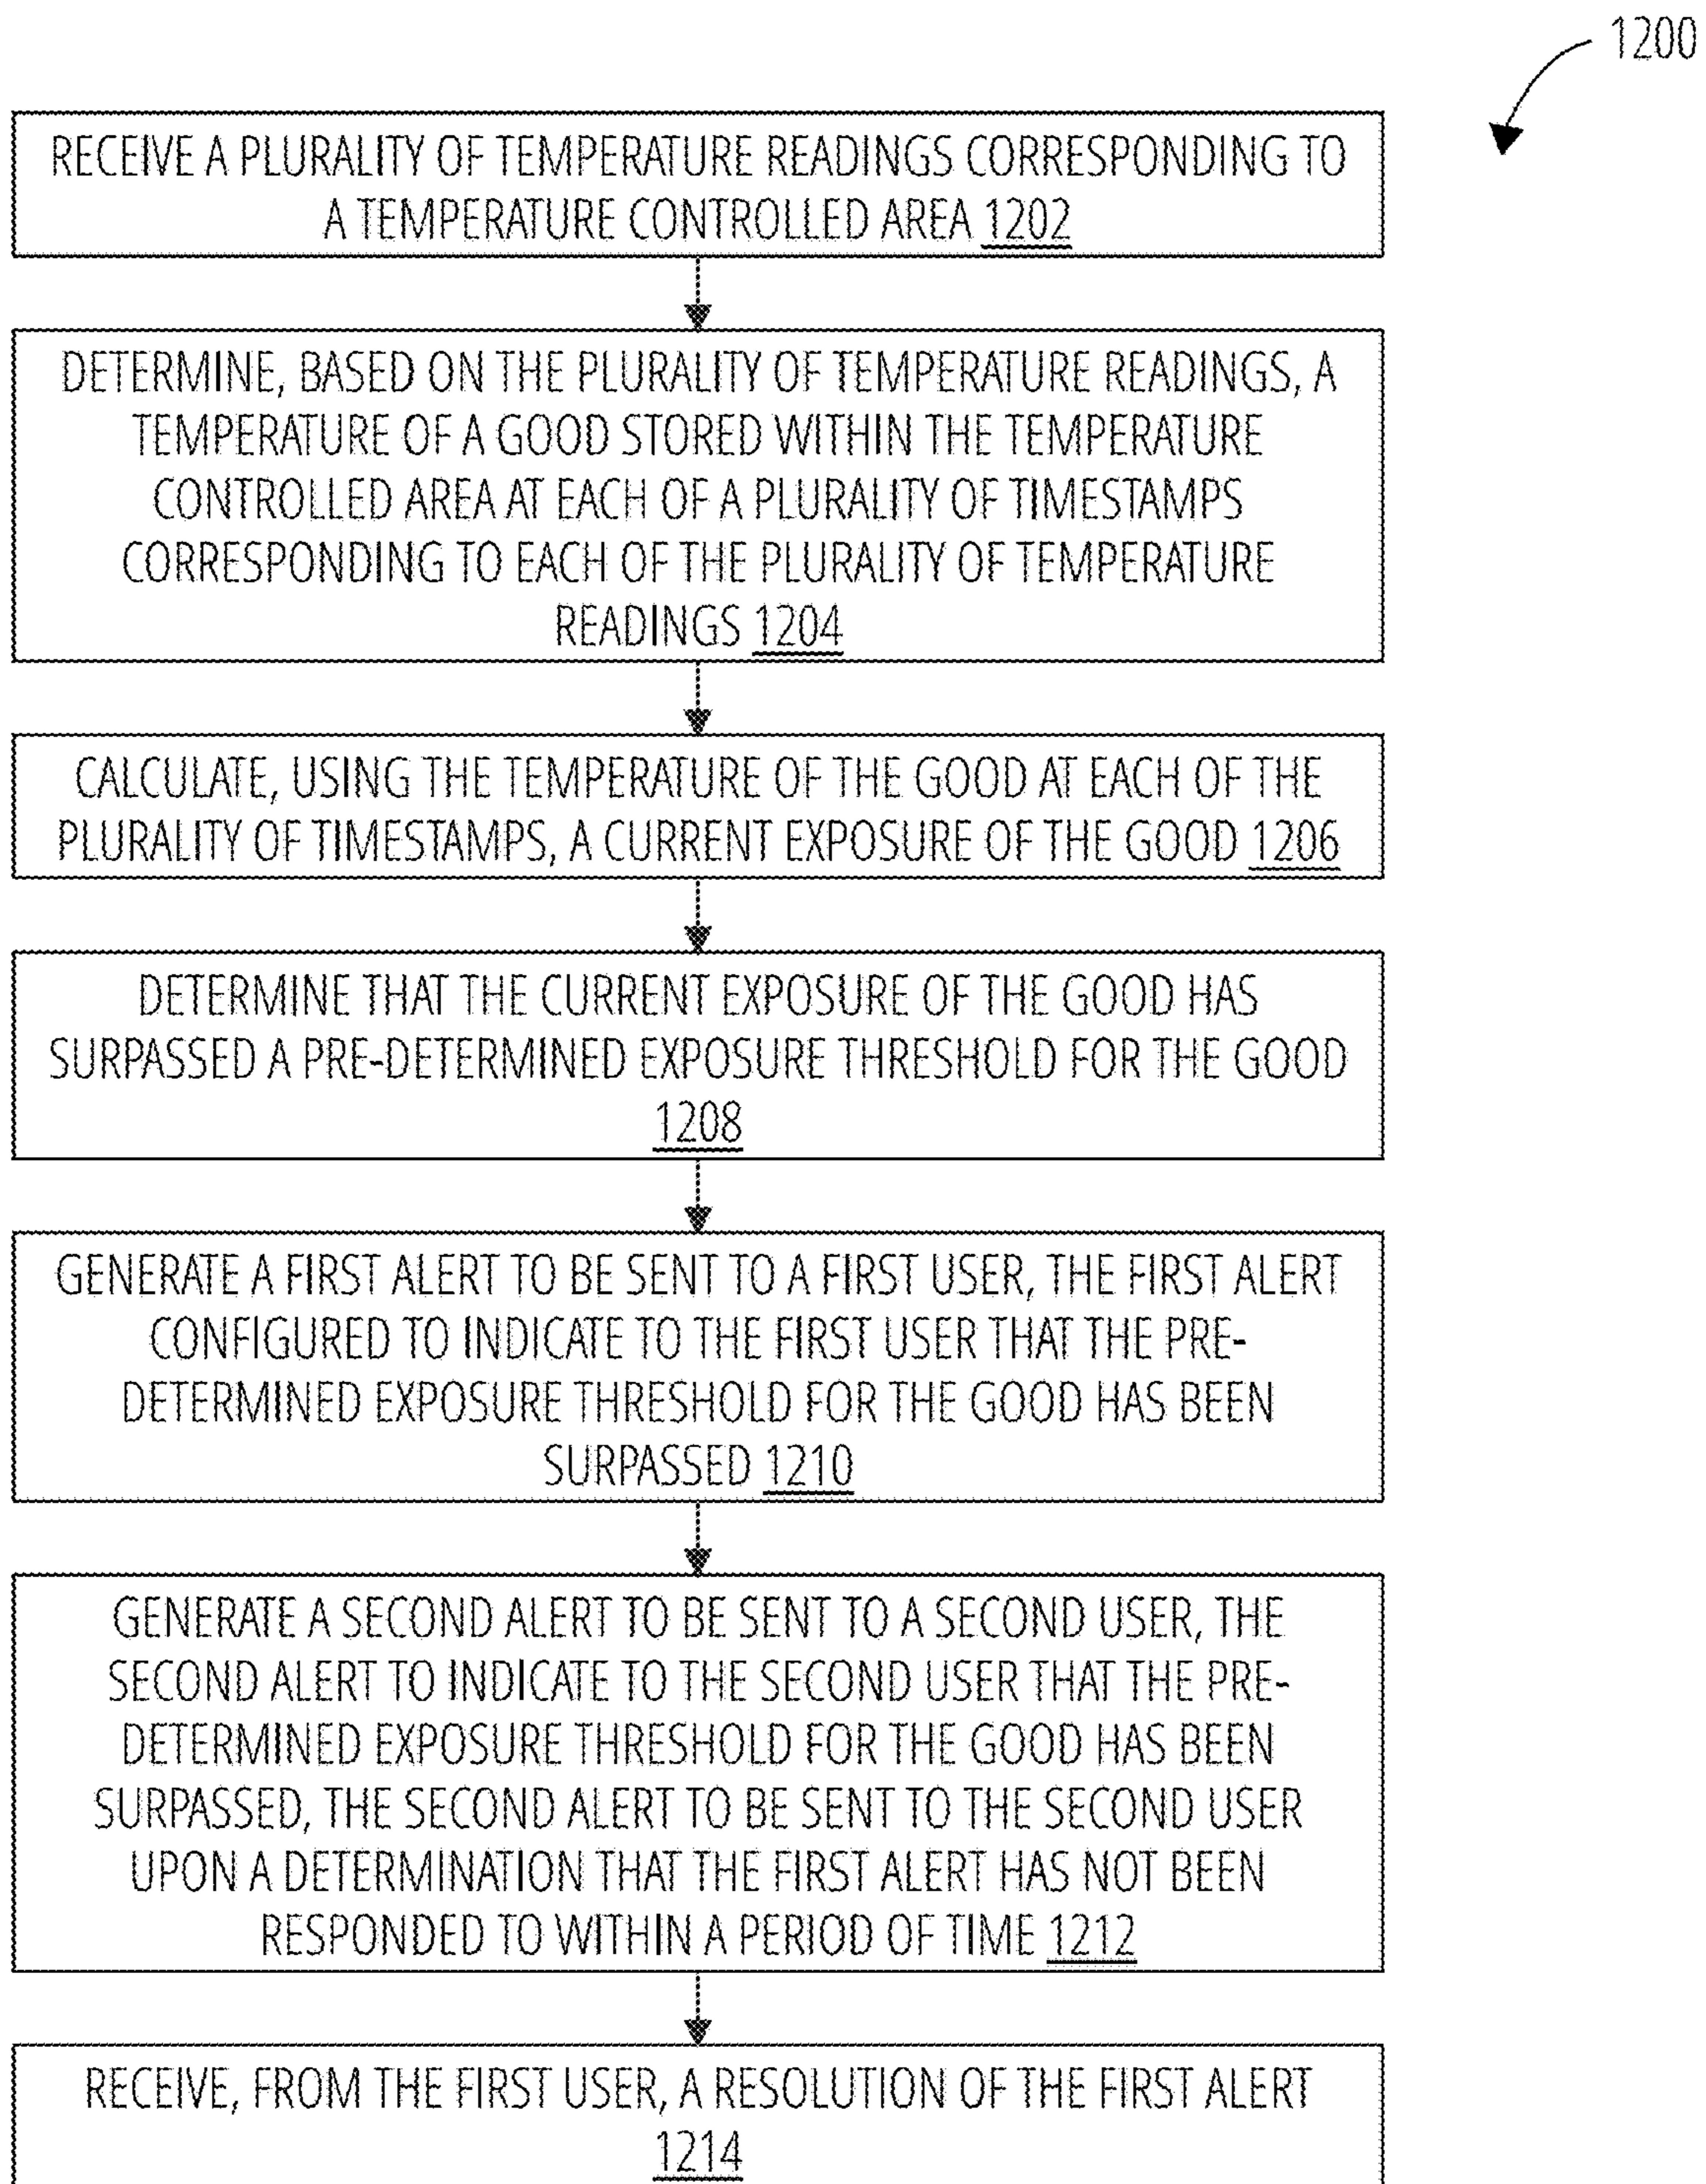 1200
RECEIVE A PLURALITY OF TEMPERATURE READINGS CORRESPONDING TO
A TEMPERATURE CONTROLLED AREA 1202
DETERMINE, BASED ON THE PLURALITY OF TEMPERATURE READINGS, A
TEMPERATURE OF A GOOD STORED WITHIN THE TEMPERATURE
CONTROLLED AREA AT EACH OF A PLURALITY OF TIMESTAMPS
CORRESPONDING TO EACH OF THE PLURALITY OF TEMPERATURE
READINGS 1204
CALCULATE, USING THE TEMPERATURE OF THE GOOD AT EACH OF THE
PLURALITY OF TIMESTAMPS, A CURRENT EXPOSURE OF THE GOOD 1206
DETERMINE THAT THE CURRENT EXPOSURE OF THE GOOD HAS
SURPASSED A PRE-DETERMINED EXPOSURE THRESHOLD FOR THE GOOD
1208
GENERATE A FIRST ALERT TO BE SENT TO A FIRST USER, THE FIRST ALERT
CONFIGURED TO INDICATE TO THE FIRST USER THAT THE PRE-
DETERMINED EXPOSURE THRESHOLD FOR THE GOOD HAS BEEN
SURPASSED 1210
GENERATE A SECOND ALERT TO BE SENT TO A SECOND USER, THE
SECOND ALERT TO INDICATE TO THE SECOND USER THAT THE PRE-
DETERMINED EXPOSURE THRESHOLD FOR THE GOOD HAS BEEN
SURPASSED, THE SECOND ALERT TO BE SENT TO THE SECOND USER
UPON A DETERMINATION THAT THE FIRST ALERT HAS NOT BEEN
RESPONDED TO WITHIN A PERIOD OF TIME 1212
RECEIVE, FROM THE FIRST USER, A RESOLUTION OF THE FIRST ALERT
1214